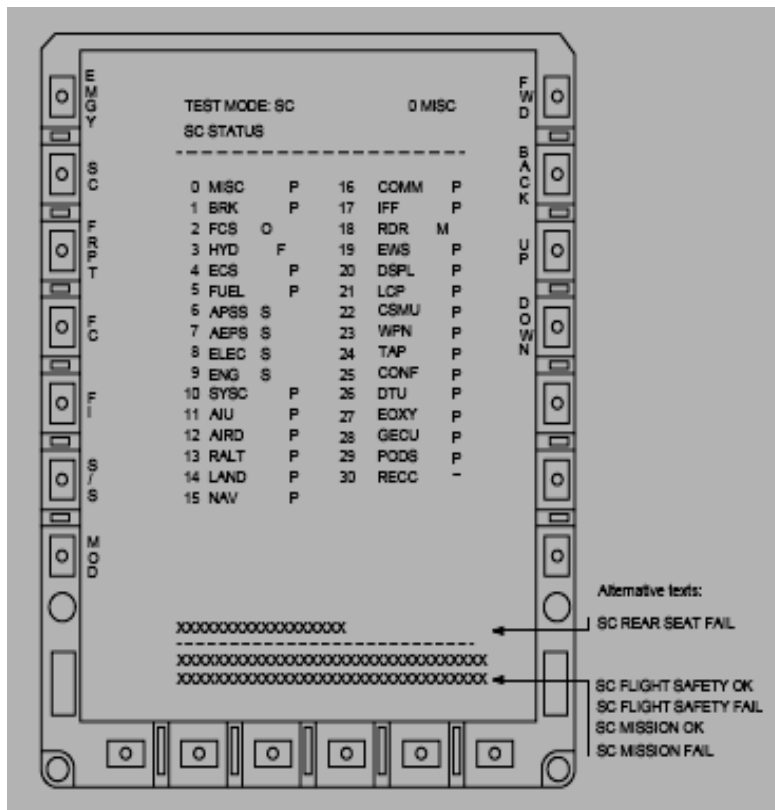 EMGY
SC
FRPT
FC
FI
S/S
MOD
TEST MODE: SC 0 MISC
SC STATUS
--------------------------------
0 MISC P 16 COMM P
1 BRK P 17 IFF P
2 FCS O 18 RDR M
3 HYD F 19 EWS P
4 ECS P 20 DSPL P
5 FUEL P 21 LCP P
6 APSS S 22 CSMU P
7 AEPS S 23 WPN P
8 ELEC S 24 TAP P
9 ENG S 25 CONF P
10 SYSC P 26 DTU P
11 AIU P 27 EOXY P
12 AIRD P 28 GECU P
13 RALT P 29 PODS P
14 LAND P 30 RECC –
15 NAV P
XXXXXXXXXXXXXXXXXXX
--------------------------------
XXXXXXXXXXXXXXXXXXXXXXXXXXXXXXXXXXX
XXXXXXXXXXXXXXXXXXXXXXXXXXXXXXXXXXX
FWD
BACK
UP
DOWN
Alternative texts:
SC REAR SEAT FAIL
SC FLIGHT SAFETY OK
SC FLIGHT SAFETY FAIL
SC MISSION OK
SC MISSION FAIL